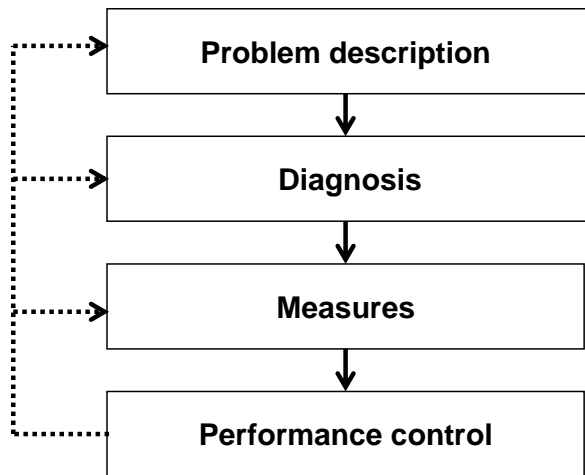 Problem description
Diagnosis
Measures
Performance control